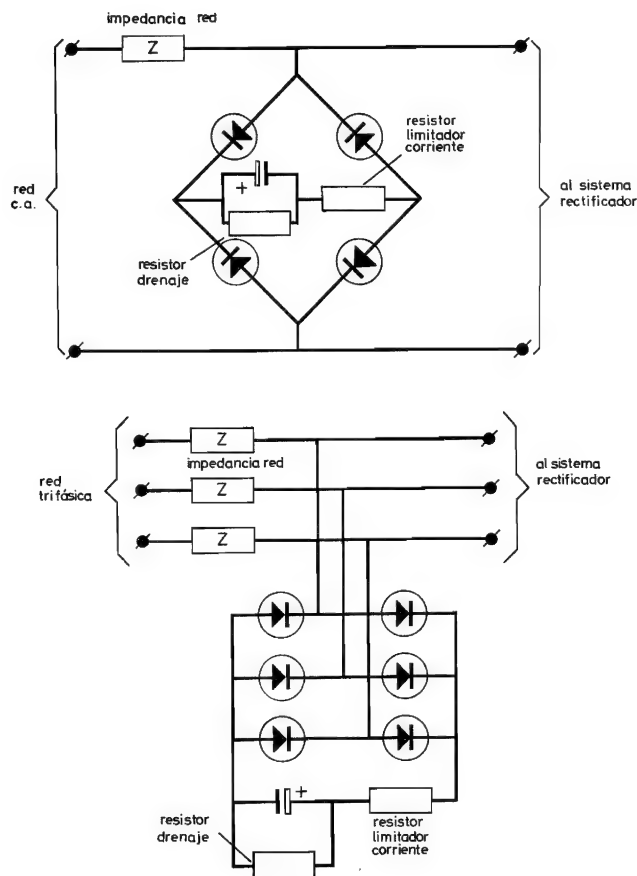 impedancia red
Z
resistor
limitador
corriente
red
c.a.
+
al sistema
rectificador
resistor
drenaje
Z
impedancia red
red
trifásica
Z
al sistema
rectificador
Z
+
resistor
drenaje
resistor
limitador
corriente